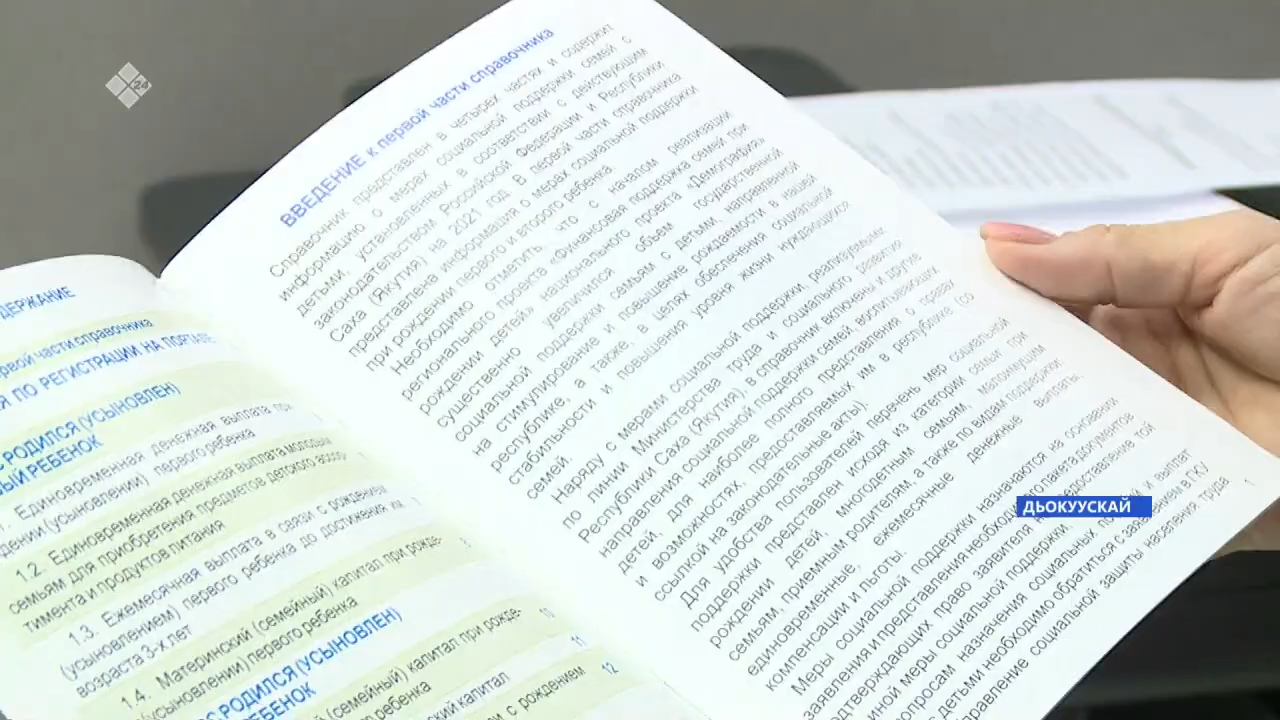 24
ДЕРЖАНИЕ
рвой части справочника
Я ПО РЕГИСТРАЦИИ НА ПОРТАЛЕ
РОДИЛСЯ (УСЫНОВЛЕН)
ЫЙ РЕБЕНОК
Единовременная денежная выплата при
дении (усыновлении) первого ребенка
1.2. Единовременная денежная выплата молодым
семьям для приобретения предметов детского ассор-
тимента и продуктов питания
1.3. Ежемесячная выплата в связи с рождением
(усыновлением) первого ребенка до достижения им
возраста 3-х лет
1.4. Материнский (семейный) капитал при рожде-
(усыновлении) первого ребенка
РОДИЛСЯ (УСЫНОВЛЕН)
ЕБЕНОК
(семейный) капитал при рожде-
ребенка
капитал
с рождением
10
11
12
ВВЕДЕНИЕ к первой части справочника
Справочник представлен в четырех частях и содержит
информацию о мерах социальной поддержки семей с
детьми, установленных в соответствии с действующим
законодательством Российской Федерации и Республики
Саха (Якутия) на 2021 год. В первой части справочника
представлена информация о мерах социальной поддержки
при рождении первого и второго ребенка.
Необходимо отметить, что с началом реализации
регионального проекта «Финансовая поддержка семей при
рождении детей» национального проекта «Демография»
существенно увеличился объем государственной
социальной поддержки семьям с детьми, направленной
на стимулирование и повышение рождаемости в нашей
республике, а также, в целях обеспечения социальной
стабильности и повышения уровня жизни нуждающихся
семей.
Наряду с мерами социальной поддержки, реализуемыми
по линии Министерства труда и социального развития
Республики Саха (Якутия), в справочник включены и другие
направления социальной поддержки семей, воспитывающих
детей, для наиболее полного представления о праве
и возможностях, предоставляемых им в республике (со
ссылкой на законодательные акты).
Для удобства пользователей перечень мер социальной
поддержки представлен исходя из категории семьи: при
рождении детей, многодетным семьям, малоимущим
семьям, приемным родителям, а также по видам поддержки
единовременные, ежемесячные денежные выплаты,
компенсации и льготы.
Меры социальной поддержки назначаются на основании
заявления и представления необходи пакета документов
одтверждающих право заявителя на предоставление той
иной меры социальной поддержки
опросам назначения социальных и выплат
с детьми необходимо обратиться с заявлением в ГКУ
равление социальной защиты населения труда
1
ДЬОКУУСКАЙ